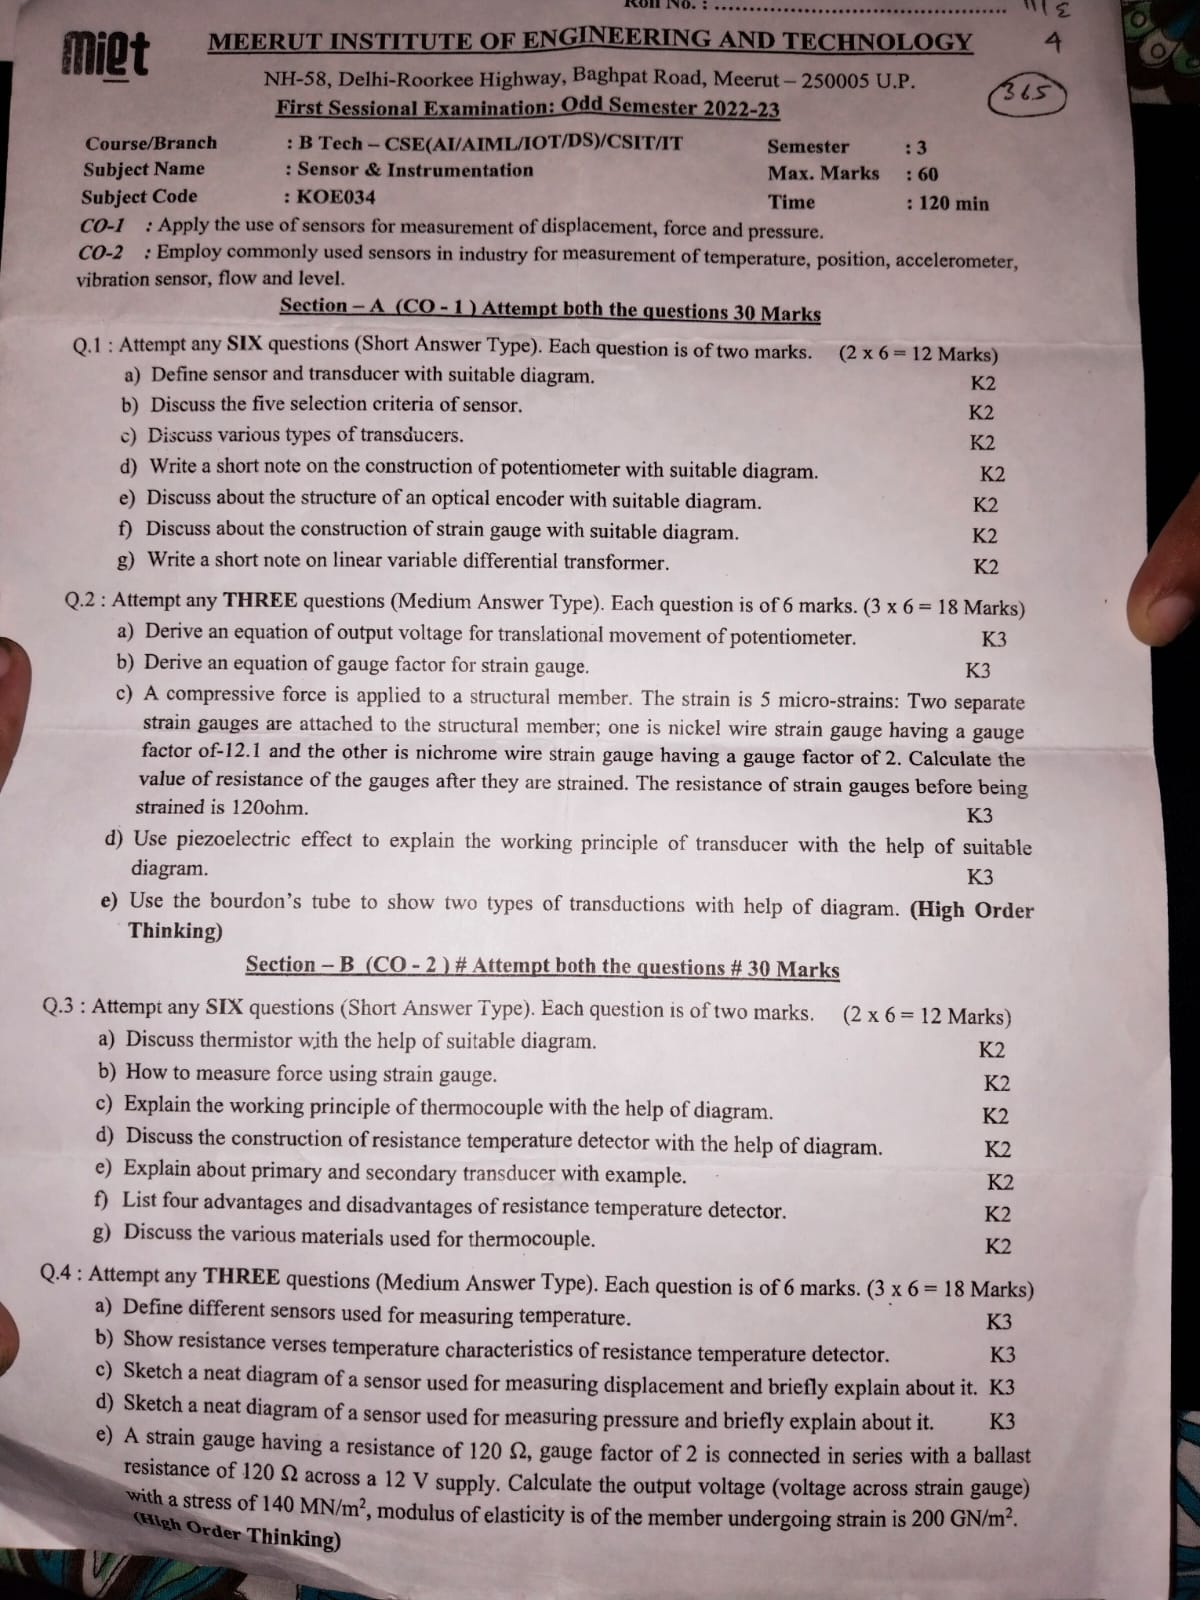 Roll No. : ........................................
4
miet
MEERUT INSTITUTE OF ENGINEERING AND TECHNOLOGY
NH-58, Delhi-Roorkee Highway, Baghpat Road, Meerut – 250005 U.P.
365
First Sessional Examination: Odd Semester 2022-23
Course/Branch : B Tech – CSE(AI/AIML/IOT/DS)/CSIT/IT Semester : 3
Subject Name : Sensor & Instrumentation Max. Marks : 60
Subject Code : KOE034 Time : 120 min
CO-1 : Apply the use of sensors for measurement of displacement, force and pressure.
CO-2 : Employ commonly used sensors in industry for measurement of temperature, position, accelerometer,
vibration sensor, flow and level.
Section – A (CO - 1 ) Attempt both the questions 30 Marks
Q.1 : Attempt any SIX questions (Short Answer Type). Each question is of two marks. (2 x 6 = 12 Marks)
a) Define sensor and transducer with suitable diagram. K2
b) Discuss the five selection criteria of sensor. K2
c) Discuss various types of transducers. K2
d) Write a short note on the construction of potentiometer with suitable diagram. K2
e) Discuss about the structure of an optical encoder with suitable diagram. K2
f) Discuss about the construction of strain gauge with suitable diagram. K2
g) Write a short note on linear variable differential transformer. K2
Q.2 : Attempt any THREE questions (Medium Answer Type). Each question is of 6 marks. (3 x 6 = 18 Marks)
a) Derive an equation of output voltage for translational movement of potentiometer. K3
b) Derive an equation of gauge factor for strain gauge. K3
c) A compressive force is applied to a structural member. The strain is 5 micro-strains: Two separate
strain gauges are attached to the structural member; one is nickel wire strain gauge having a gauge
factor of-12.1 and the other is nichrome wire strain gauge having a gauge factor of 2. Calculate the
value of resistance of the gauges after they are strained. The resistance of strain gauges before being
strained is 120ohm. K3
d) Use piezoelectric effect to explain the working principle of transducer with the help of suitable
diagram. K3
e) Use the bourdon's tube to show two types of transductions with help of diagram. (High Order
Thinking)
Section – B (CO - 2 ) # Attempt both the questions # 30 Marks
Q.3 : Attempt any SIX questions (Short Answer Type). Each question is of two marks. (2 x 6 = 12 Marks)
a) Discuss thermistor with the help of suitable diagram. K2
b) How to measure force using strain gauge. K2
c) Explain the working principle of thermocouple with the help of diagram. K2
d) Discuss the construction of resistance temperature detector with the help of diagram. K2
e) Explain about primary and secondary transducer with example. K2
f) List four advantages and disadvantages of resistance temperature detector. K2
g) Discuss the various materials used for thermocouple. K2
Q.4 : Attempt any THREE questions (Medium Answer Type). Each question is of 6 marks. (3 x 6 = 18 Marks)
a) Define different sensors used for measuring temperature. K3
b) Show resistance verses temperature characteristics of resistance temperature detector. K3
c) Sketch a neat diagram of a sensor used for measuring displacement and briefly explain about it. K3
d) Sketch a neat diagram of a sensor used for measuring pressure and briefly explain about it. K3
e) A strain gauge having a resistance of 120 Ω, gauge factor of 2 is connected in series with a ballast
resistance of 120 Ω across a 12 V supply. Calculate the output voltage (voltage across strain gauge)
with a stress of 140 MN/m², modulus of elasticity is of the member undergoing strain is 200 GN/m².
(High Order Thinking)